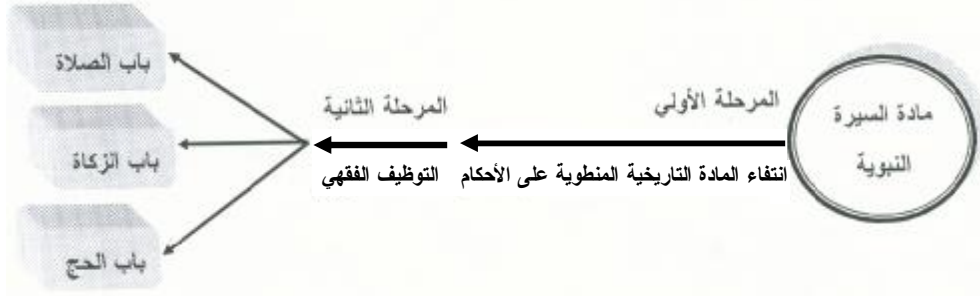 مادة السيرة
النبوية
المرحلة الأولي
انتفاء المادة التاريخية المنطوية على الأحكام
المرحلة الثانية
التوظيف الفقهي
باب الصلاة
باب الزكاة
باب الحج